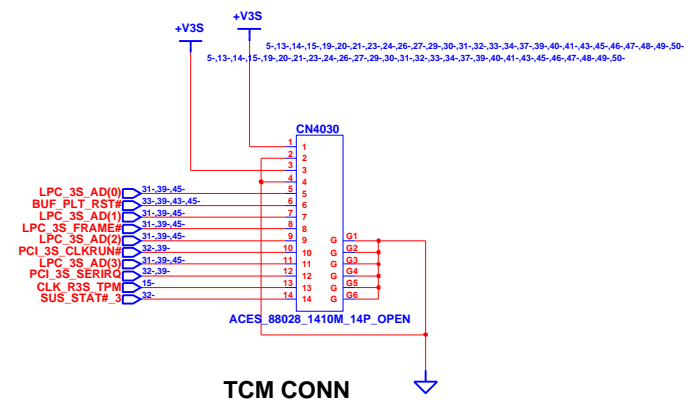 +V3S
+V3S
5-,13-,14-,15-,19-,20-,21-,23-,24-,26-,27-,29-,30-,31-,32-,33-,34-,37-,39-,40-,41-,43-,45-,46-,47-,48-,49-,50-
5-,13-,14-,15-,19-,20-,21-,23-,24-,26-,27-,29-,30-,31-,32-,33-,34-,37-,39-,40-,41-,43-,45-,46-,47-,48-,49-,50-
CN4030
1 1
2 2
3 3
4 4
LPC_3S_AD(0) 31-,39-,45- 5 5
BUF_PLT_RST# 33-,39-,43-,45- 6 6
LPC_3S_AD(1) 31-,39-,45- 7 7
LPC_3S_FRAME# 31-,39-,45- 8 8
LPC_3S_AD(2) 31-,39-,45- 9 9 G G1
PCI_3S_CLKRUN# 32-,39- 10 10 G G2
LPC_3S_AD(3) 31-,39-,45- 11 11 G G3
PCI_3S_SERIRQ 32-,39- 12 12 G G4
CLK_R3S_TPM 15- 13 13 G G5
SUS_STAT#_3 32- 14 14 G G6
ACES_88028_1410M_14P_OPEN
TCM CONN